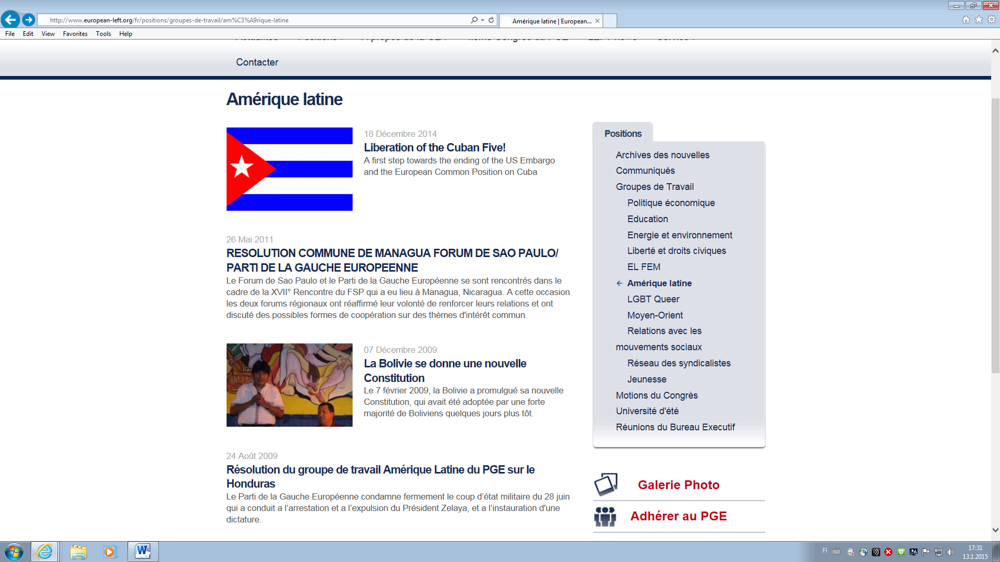 http://www.european-left.org/fr/positions/groupes-de-travail/am%C3%A9rique-latine
Amérique latine | European...
File Edit View Favorites Tools Help
Contacter
Amérique latine
18 Décembre 2014
Liberation of the Cuban Five!
A first step towards the ending of the US Embargo
and the European Common Position on Cuba
26 Mai 2011
RESOLUTION COMMUNE DE MANAGUA FORUM DE SAO PAULO/
PARTI DE LA GAUCHE EUROPEENNE
Le Forum de Sao Paulo et le Parti de la Gauche Européenne se sont rencontrés dans le
cadre de la XVII° Rencontre du FSP qui a eu lieu à Managua, Nicaragua. A cette occasion
les deux forums régionaux ont réaffirmé leur volonté de renforcer leurs relations et ont
discuté des possibles formes de coopération sur des thèmes d'intérêt commun.
07 Décembre 2009
La Bolivie se donne une nouvelle
Constitution
Le 7 février 2009, la Bolivie a promulgué sa nouvelle
Constitution, qui avait été adoptée par une forte
majorité de Boliviens quelques jours plus tôt.
24 Août 2009
Résolution du groupe de travail Amérique Latine du PGE sur le
Honduras
Le Parti de la Gauche Européenne condamne fermement le coup d’état militaire du 28 juin
qui a conduit a l’arrestation et a l’expulsion du Président Zelaya, et a l’instauration d'une
dictature.
Positions
Archives des nouvelles
Communiqués
Groupes de Travail
Politique économique
Education
Energie et environnement
Liberté et droits civiques
EL FEM
Amérique latine
LGBT Queer
Moyen-Orient
Relations avec les
mouvements sociaux
Réseau des syndicalistes
Jeunesse
Motions du Congrès
Université d'été
Réunions du Bureau Executif
Galerie Photo
Adhérer au PGE
FI
17:31
13.1.2015